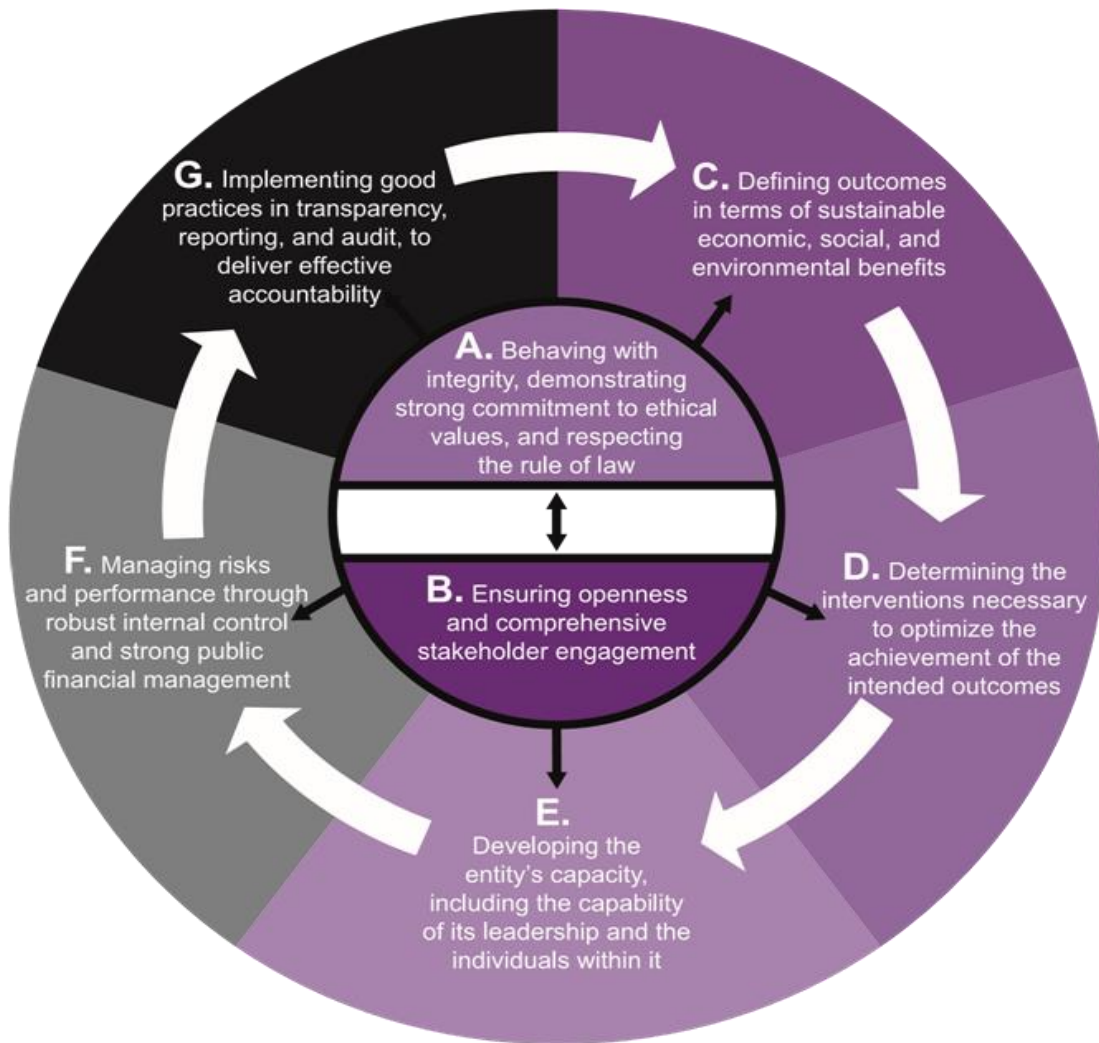 A. Behaving with
integrity, demonstrating
strong commitment to ethical
values, and respecting
the rule of law
B. Ensuring openness
and comprehensive
stakeholder engagement
C. Defining outcomes
in terms of sustainable
economic, social, and
environmental benefits
D. Determining the
interventions necessary
to optimize the
achievement of the
intended outcomes
E.
Developing the
entity's capacity,
including the capability
of its leadership and the
individuals within it
F. Managing risks
and performance through
robust internal control
and strong public
financial management
G. Implementing good
practices in transparency,
reporting, and audit, to
deliver effective
accountability